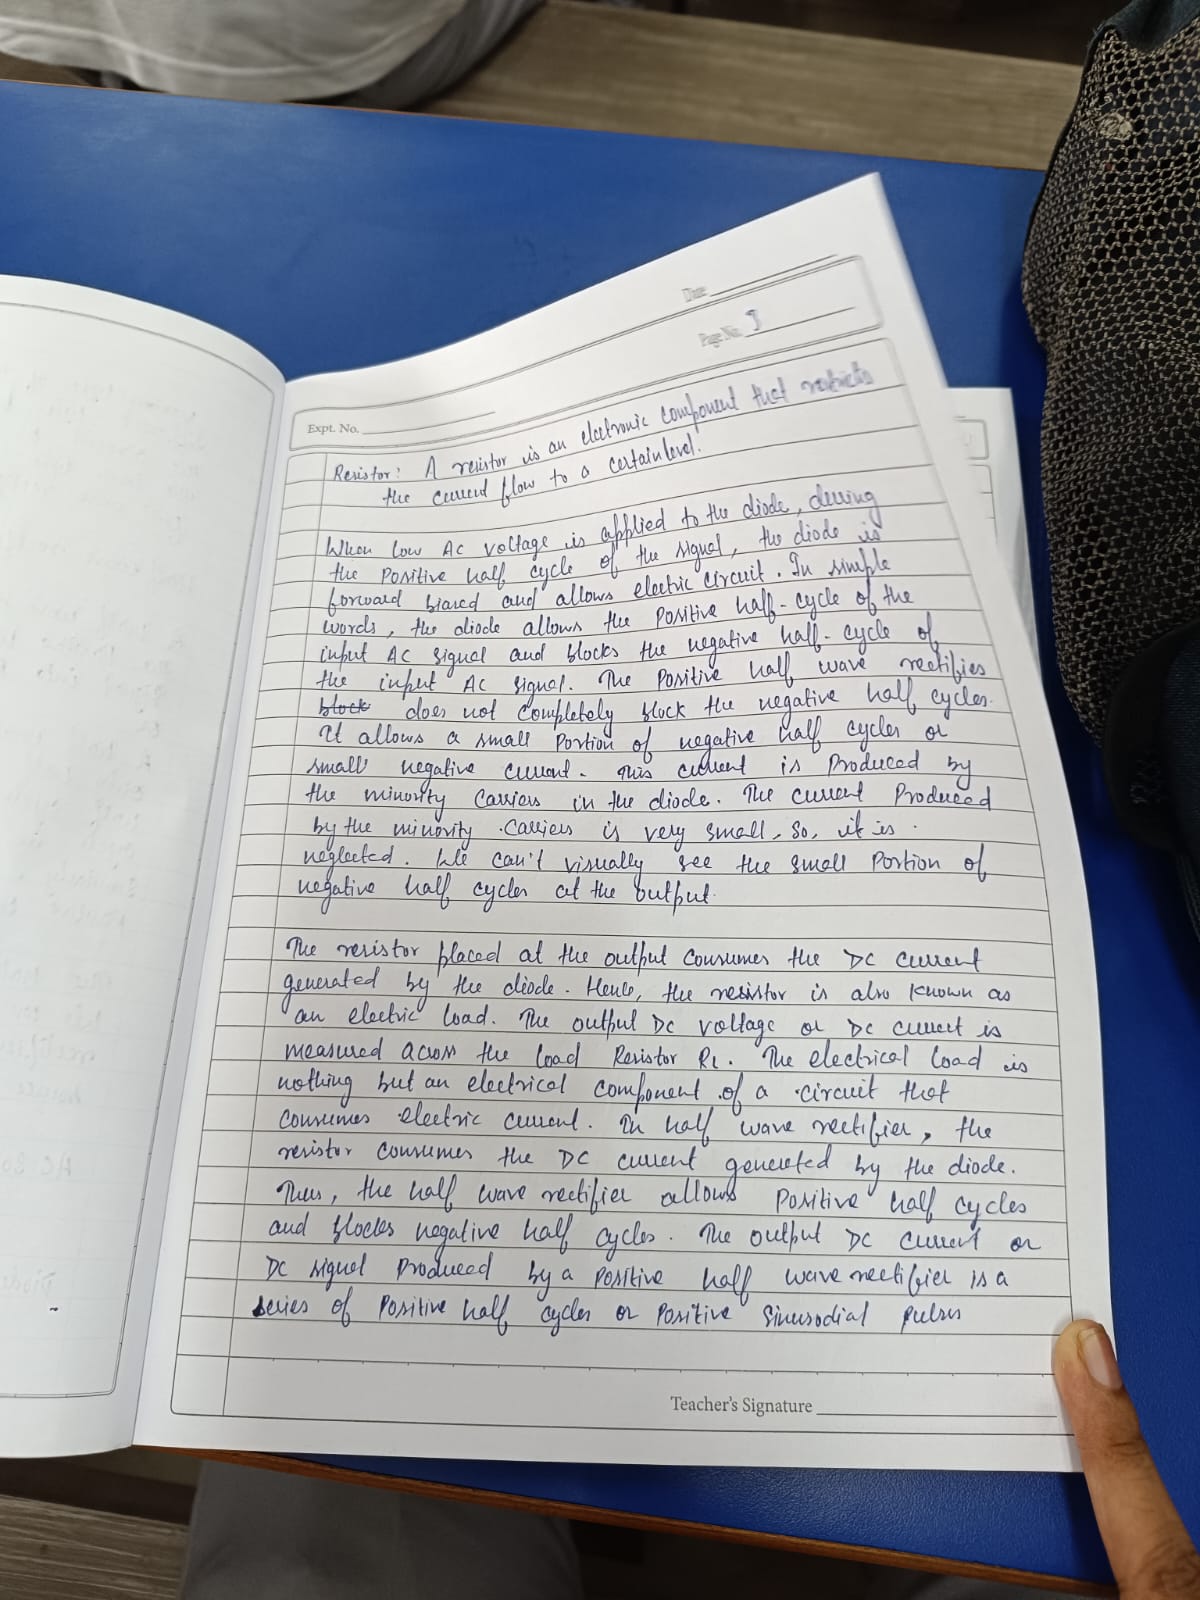 Date
Page No. 3
Expt. No.
Resistor: A resistor is an electronic component that restricts
the current flow to a certain level.
When low AC voltage is applied to the diode, during
the Positive half cycle of the signal, the diode is
forward biased and allows electric circuit. In simple
words, the diode allows the Positive half-cycle of the
input AC signal and blocks the negative half-cycle of
the input AC signal. The Positive half wave rectifies
block does not completely block the negative half cycles.
It allows a small Portion of negative half cycles or
small negative current. This current is Produced by
the minority Carriers in the diode. The current Produced
by the minority Carriers is very small. So, it is
neglected. We can't visually see the small Portion of
negative half cycles at the output.
The resistor placed at the output consumes the DC current
generated by the diode. Hence, the resistor is also known as
an electric load. The output DC voltage or DC current is
measured across the load Resistor RL. The electrical load is
nothing but an electrical component of a circuit that
consumes electric current. In half wave rectifier, the
resistor consumes the DC current generated by the diode.
Thus, the half wave rectifier allows Positive half cycles
and blocks negative half cycles. The output DC current or
DC signal Produced by a Positive half wave rectifier is a
series of Positive half cycles or Positive Sinusodial pulses
Teacher's Signature